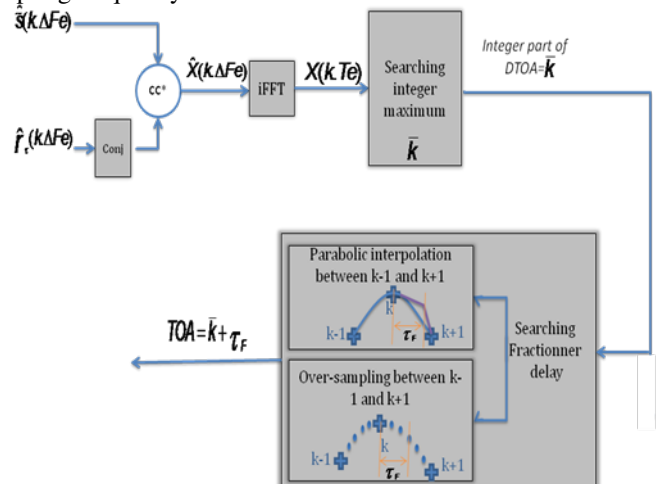 ŝ(kΔFe)
X̂(kΔFe)
X(k.Te)
cc*
iFFT
Searching
integer
maximum
k̄
Integer part of
DTOA=k̄
r̂τ(kΔFe)
Conj
Parabolic interpolation
between k-1 and k+1
k
k-1
k+1
τF
Searching
Fractionner
delay
TOA=k̄+τF
Over-sampling between k-
1 and k+1
k
k-1
k+1
τF